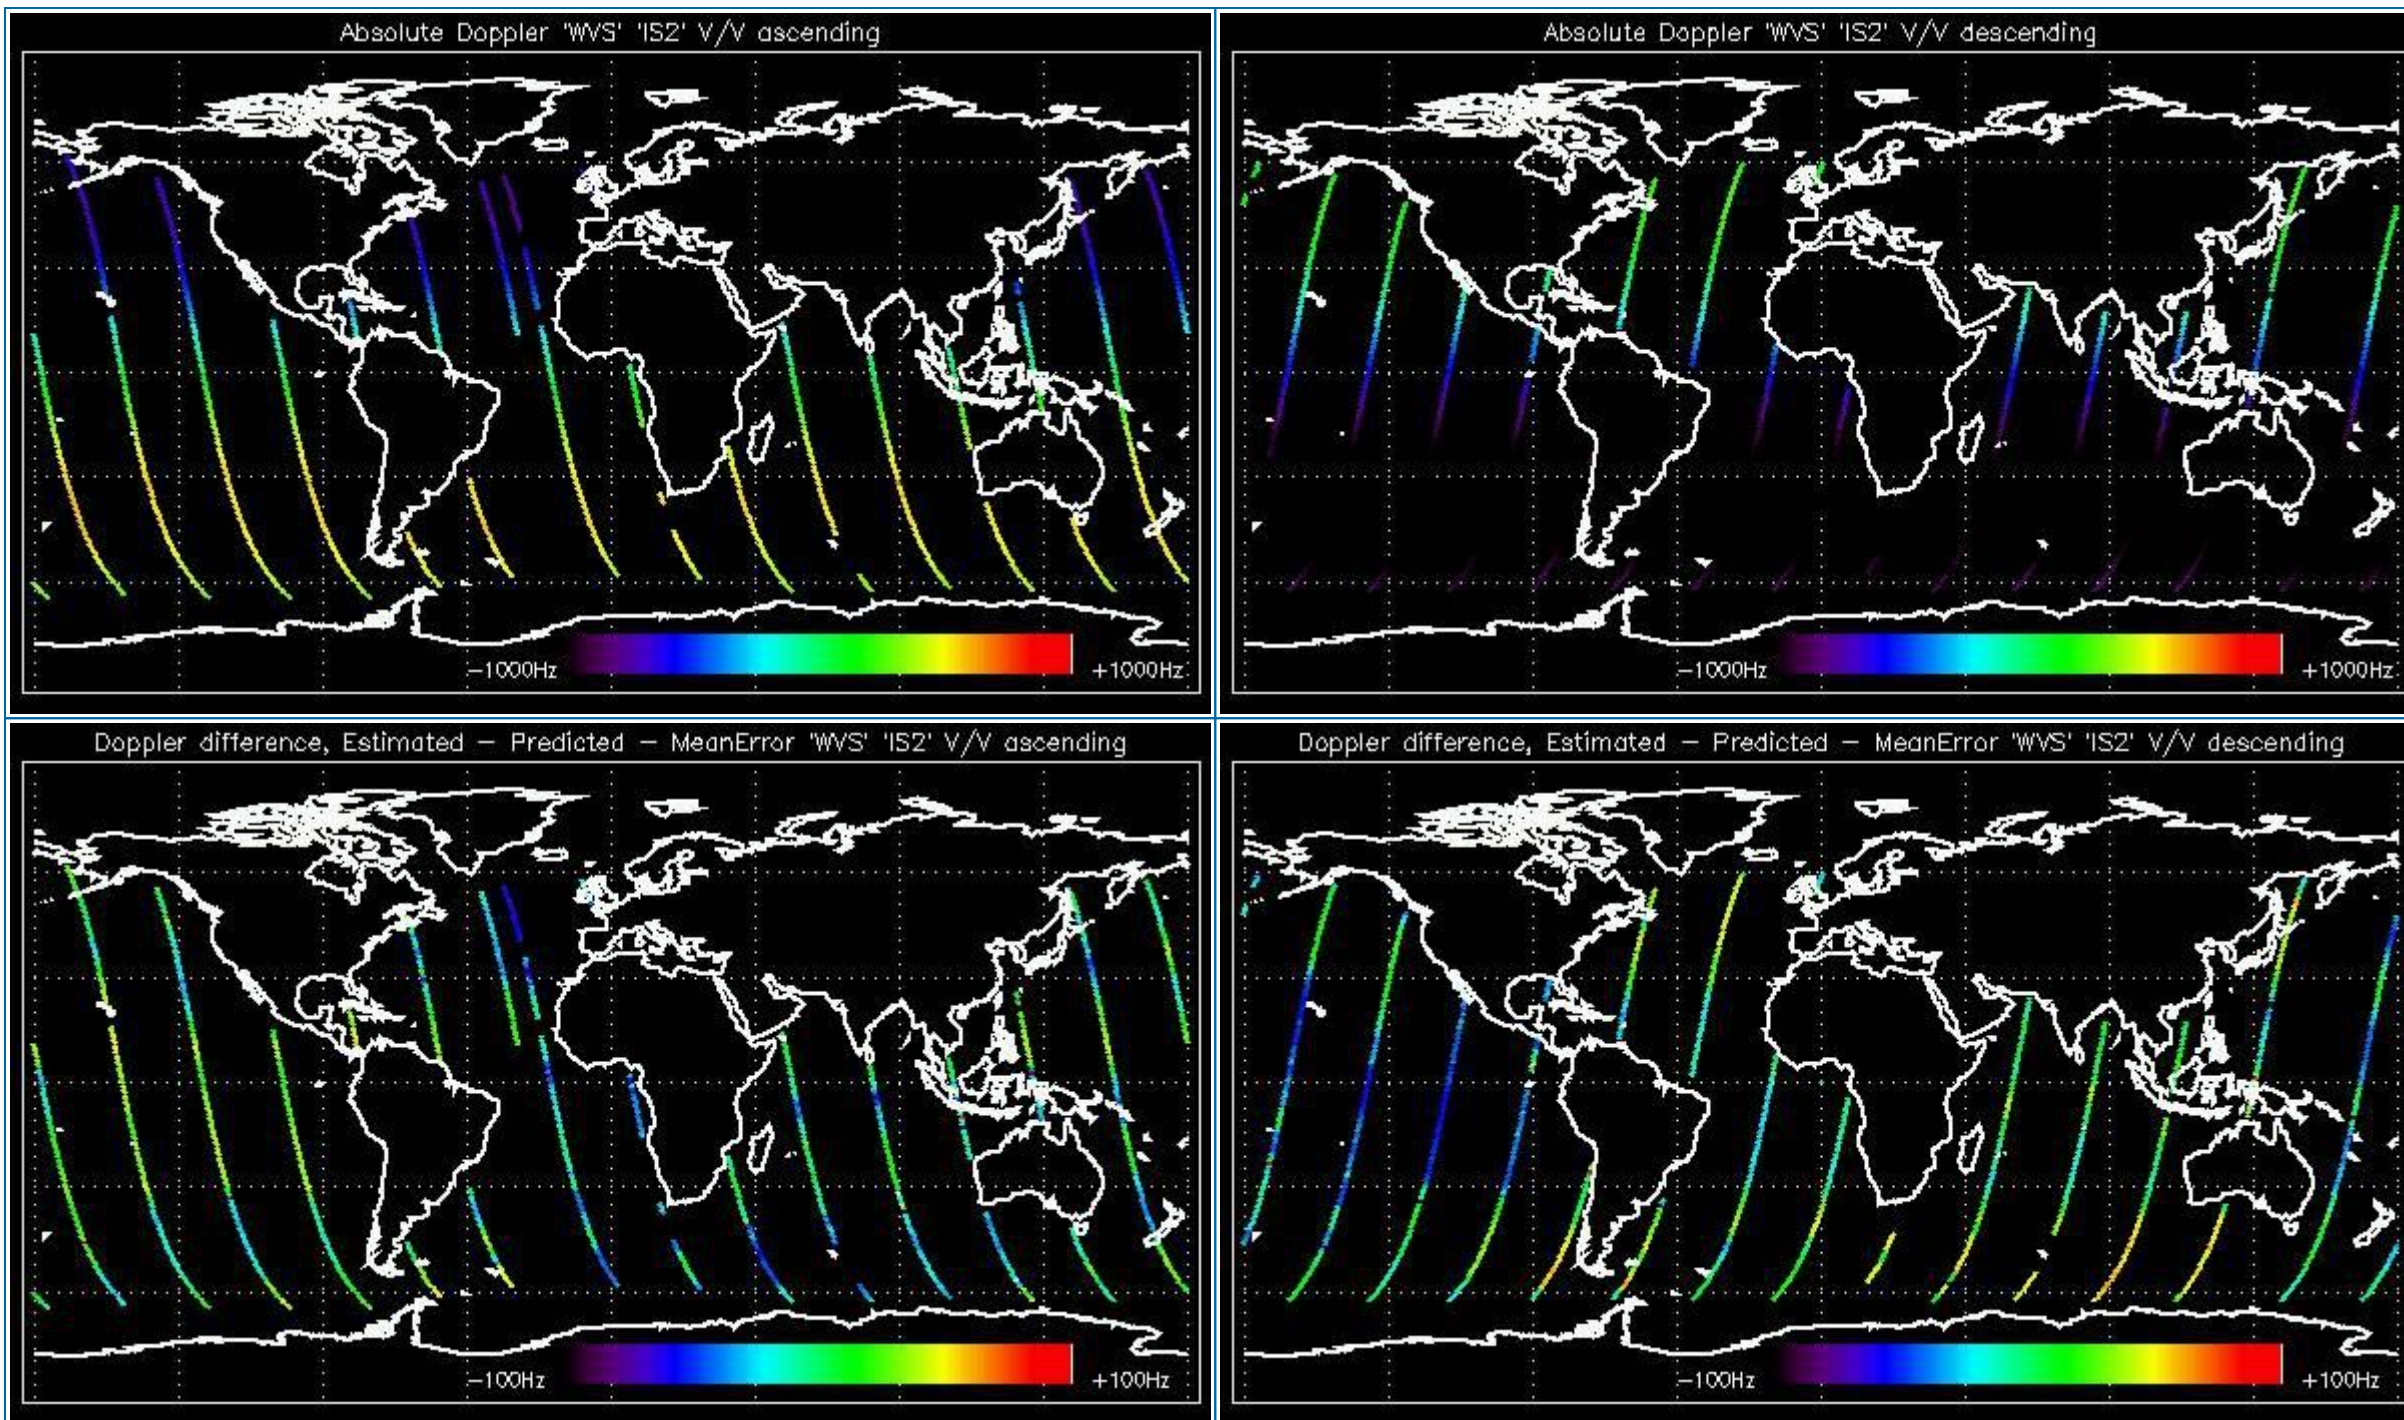 Absolute Doppler 'WVS' 'IS2' V/V ascending
-1000Hz
+1000Hz
Absolute Doppler 'WVS' 'IS2' V/V descending
-1000Hz
+1000Hz
Doppler difference, Estimated - Predicted - MeanError 'WVS' 'IS2' V/V ascending
-100Hz
+100Hz
Doppler difference, Estimated - Predicted - MeanError 'WVS' 'IS2' V/V descending
-100Hz
+100Hz